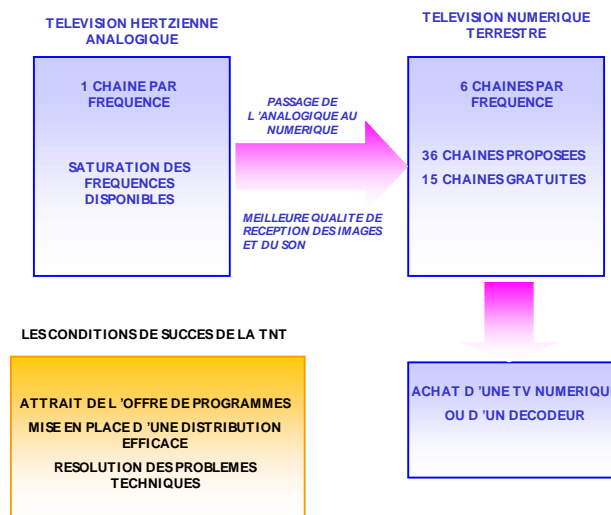 TELEVISION HERTZIENNE
ANALOGIQUE
1 CHAINE PAR
FREQUENCE
SATURATION DES
FREQUENCES
DISPONIBLES
PASSAGE DE
L ’ANALOGIQUE AU
NUMERIQUE
MEILLEURE QUALITE DE
RECEPTION DES IMAGES
ET DU SON
TELEVISION NUMERIQUE
TERRESTRE
6 CHAINES PAR
FREQUENCE
36 CHAINES PROPOSEES
15 CHAINES GRATUITES
ACHAT D ’UNE TV NUMERIQUE
OU D ’UN DECODEUR
LES CONDITIONS DE SUCCES DE LA TNT
ATTRAIT DE L ’OFFRE DE PROGRAMMES
MISE EN PLACE D ’UNE DISTRIBUTION
EFFICACE
RESOLUTION DES PROBLEMES
TECHNIQUES